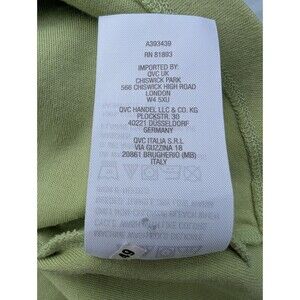 A393439
RN 81893
IMPORTED BY:
QVC UK
CHISWICK PARK
566 CHISWICK HIGH ROAD
LONDON
W4 5XU
QVC HANDEL LLC & CO. KG
PLOCKSTR. 30
40221 DÜSSELDORF
GERMANY
QVC ITALIA S.R.L
VIA GUZZINA 18
20861 BRUGHERIO (MB)
ITALY